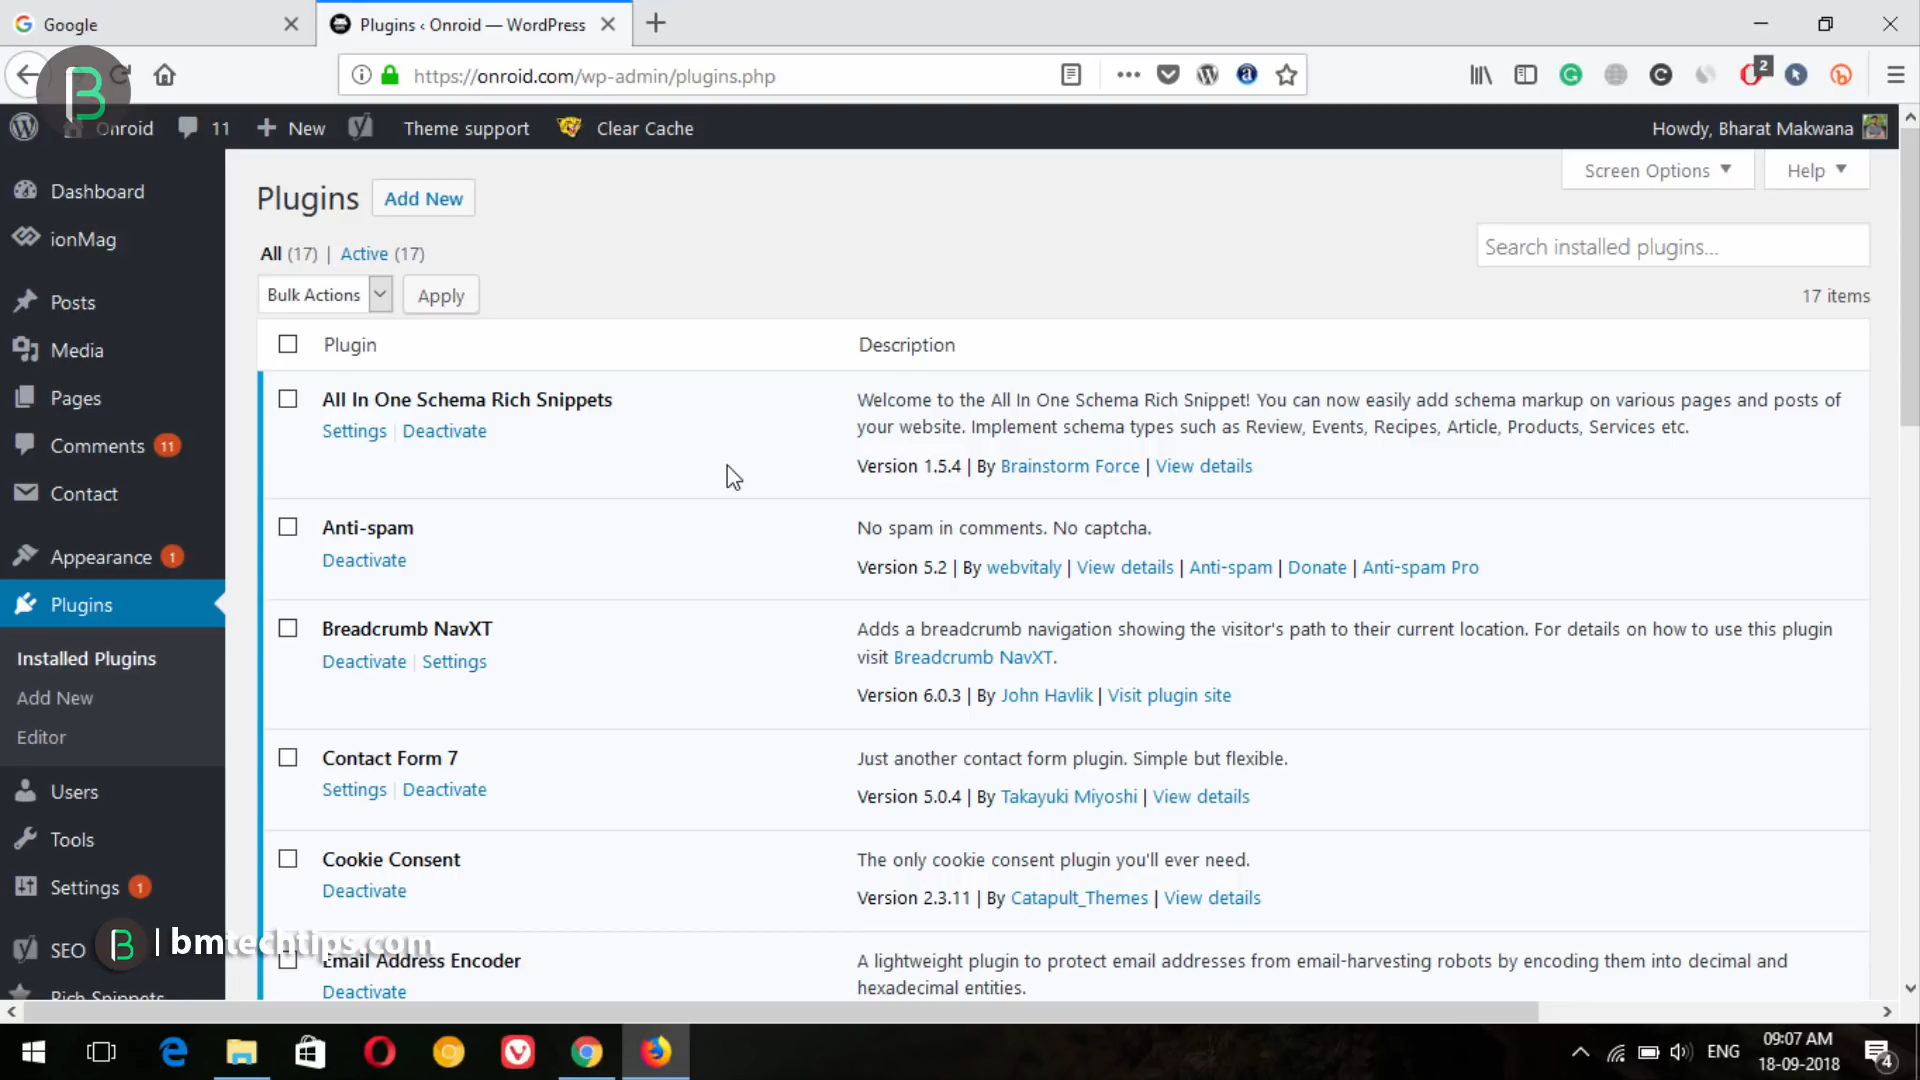 Google
Plugins ‹ Onroid — WordPress
https://onroid.com/wp-admin/plugins.php
2
Onroid
11
New
Theme support
Clear Cache
Howdy, Bharat Makwana
Screen Options
Help
Dashboard
ionMag
Posts
Media
Pages
Comments 11
Contact
Appearance 1
Plugins
Installed Plugins
Add New
Editor
Users
Tools
Settings 1
SEO
Rich Snippets
Plugins Add New
All (17) | Active (17)
Search installed plugins...
Bulk Actions Apply
17 items
Plugin Description
All In One Schema Rich Snippets
Settings | Deactivate
Welcome to the All In One Schema Rich Snippet! You can now easily add schema markup on various pages and posts of
your website. Implement schema types such as Review, Events, Recipes, Article, Products, Services etc.
Version 1.5.4 | By Brainstorm Force | View details
Anti-spam
Deactivate
No spam in comments. No captcha.
Version 5.2 | By webvitaly | View details | Anti-spam | Donate | Anti-spam Pro
Breadcrumb NavXT
Deactivate | Settings
Adds a breadcrumb navigation showing the visitor's path to their current location. For details on how to use this plugin
visit Breadcrumb NavXT.
Version 6.0.3 | By John Havlik | Visit plugin site
Contact Form 7
Settings | Deactivate
Just another contact form plugin. Simple but flexible.
Version 5.0.4 | By Takayuki Miyoshi | View details
Cookie Consent
Deactivate
The only cookie consent plugin you'll ever need.
Version 2.3.11 | By Catapult_Themes | View details
Email Address Encoder
Deactivate
A lightweight plugin to protect email addresses from email-harvesting robots by encoding them into decimal and
hexadecimal entities.
| bmtechtips.com
ENG
09:07 AM
18-09-2018
4